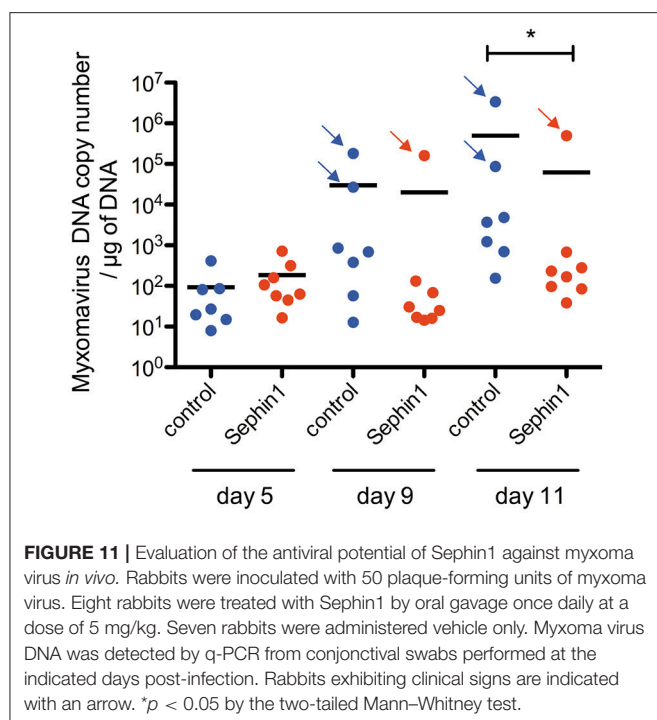 *
Myxomavirus DNA copy number
/ µg of DNA
10⁷
10⁶
10⁵
10⁴
10³
10²
10¹
10⁰
control
Sephin1
control
Sephin1
control
Sephin1
day 5
day 9
day 11
FIGURE 11 | Evaluation of the antiviral potential of Sephin1 against myxoma
virus in vivo. Rabbits were inoculated with 50 plaque-forming units of myxoma
virus. Eight rabbits were treated with Sephin1 by oral gavage once daily at a
dose of 5 mg/kg. Seven rabbits were administered vehicle only. Myxoma virus
DNA was detected by q-PCR from conjonctival swabs performed at the
indicated days post-infection. Rabbits exhibiting clinical signs are indicated
with an arrow. *p < 0.05 by the two-tailed Mann–Whitney test.